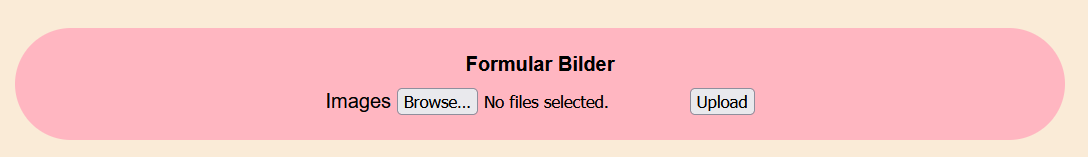 Formular Bilder
Images Browse... No files selected. Upload